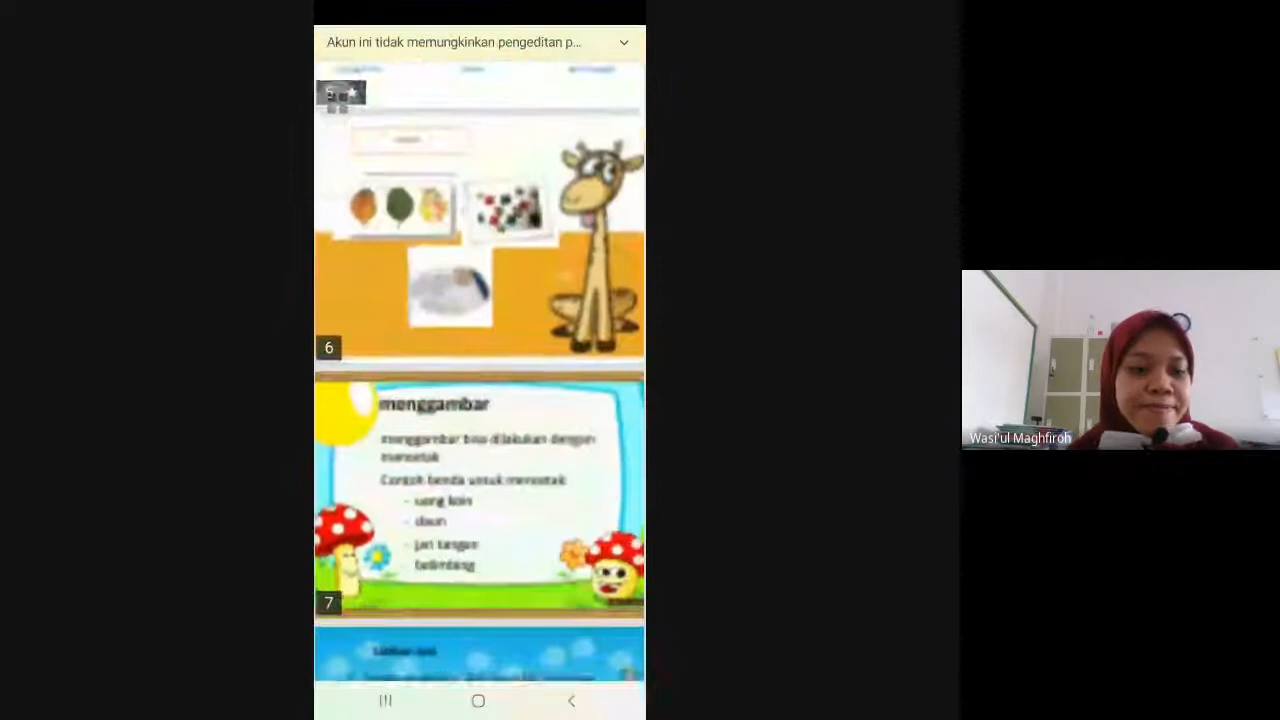 Akun ini tidak memungkinkan pengeditan p...
6
menggambar
menggambar bisa dilakukan dengan
mencetak
Contoh benda untuk mencetak
- uang koin
- daun
- jari tangan
- belimbing
7
Wasi'ul Maghfiroh